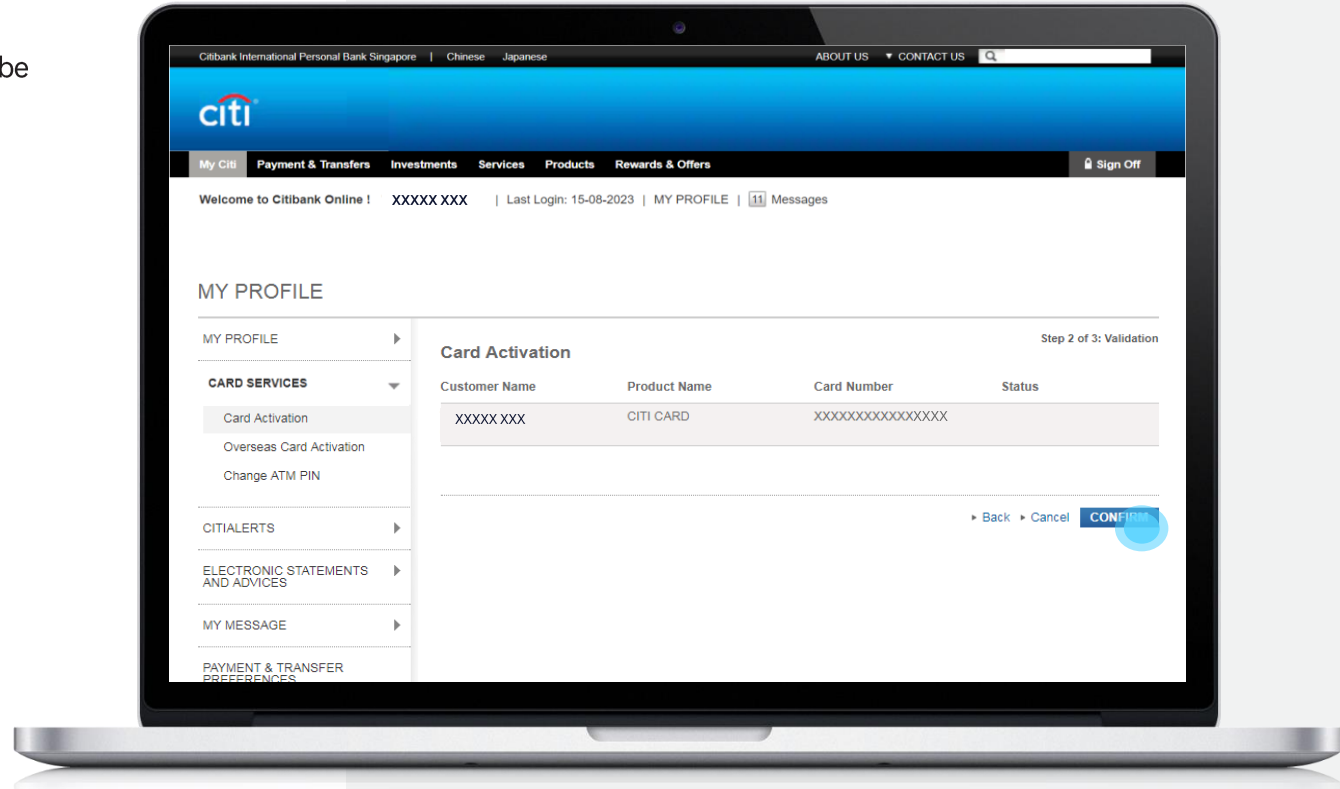 be
Citibank International Personal Bank Singapore | Chinese Japanese ABOUT US ▼ CONTACT US
citi
My Citi Payment & Transfers Investments Services Products Rewards & Offers Sign Off
Welcome to Citibank Online ! XXXXX XXX | Last Login: 15-08-2023 | MY PROFILE | 11 Messages
MY PROFILE
MY PROFILE
CARD SERVICES
Card Activation
Overseas Card Activation
Change ATM PIN
CITIALERTS
ELECTRONIC STATEMENTS
AND ADVICES
MY MESSAGE
PAYMENT & TRANSFER
PREFERENCES
Step 2 of 3: Validation
Card Activation
Customer Name Product Name Card Number Status
XXXXX XXX CITI CARD XXXXXXXXXXXXXXXX
Back Cancel CONFIRM